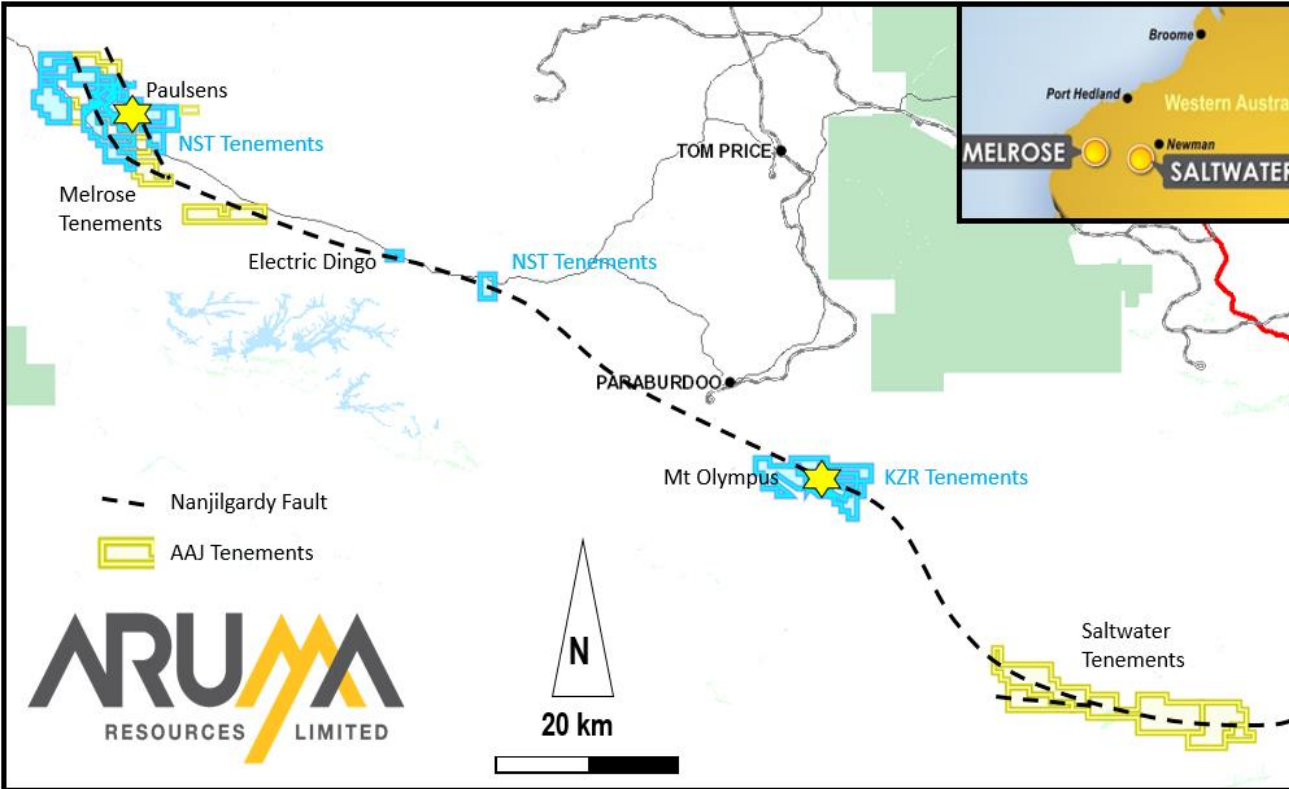 Broome
Port Hedland
Western Austra
Newman
MELROSE
SALTWATER
Paulsens
NST Tenements
TOM PRICE
Melrose
Tenements
Electric Dingo
NST Tenements
PARABURDOO
Mt Olympus
KZR Tenements
Nanjilgardy Fault
AAJ Tenements
Saltwater
Tenements
ARUMA
RESOURCES LIMITED
N
20 km